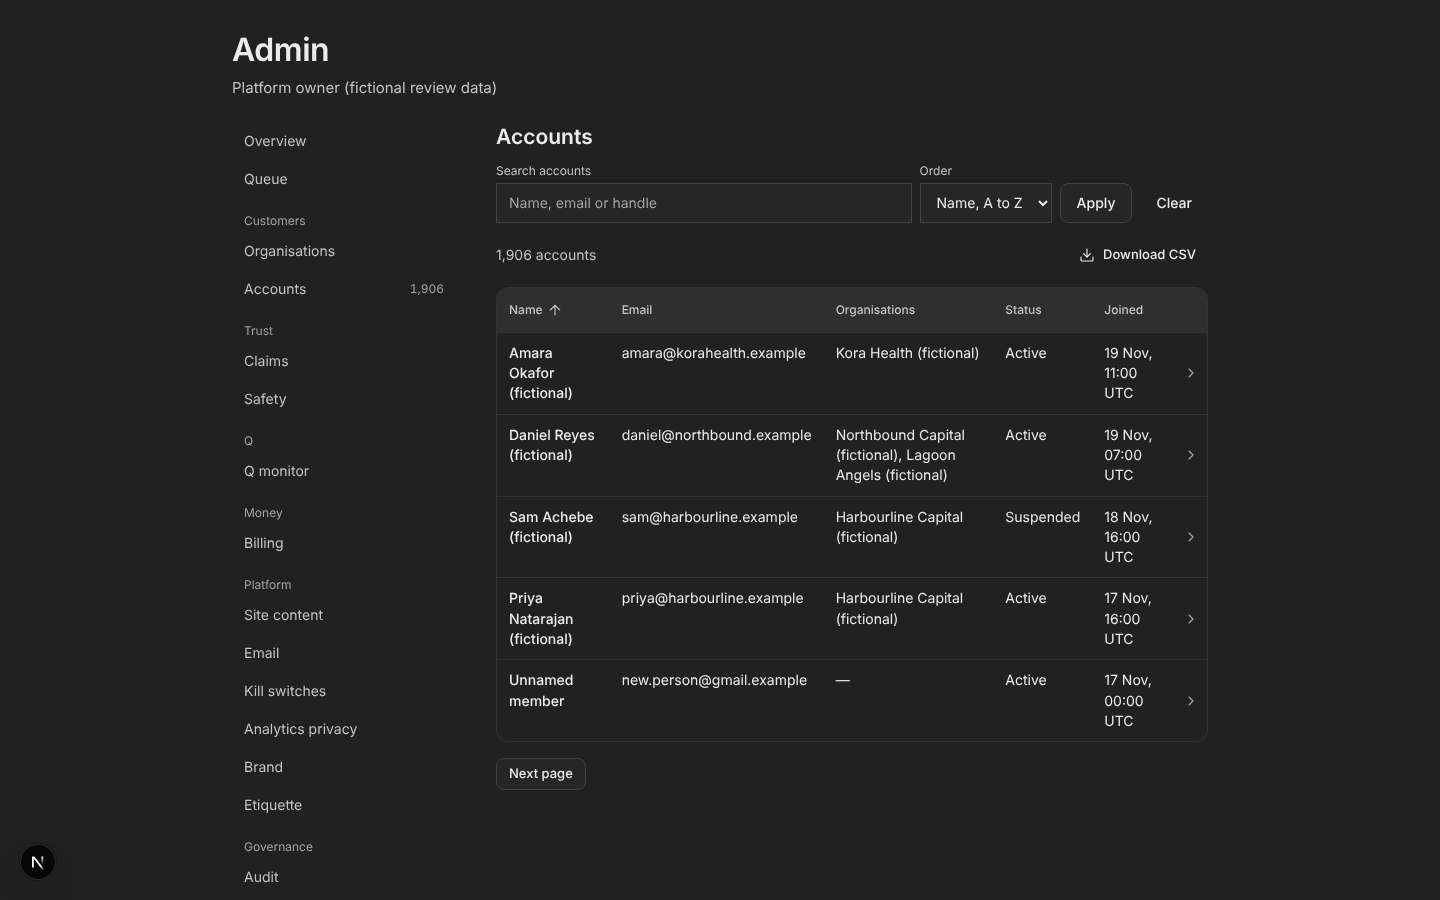 Admin
Platform owner (fictional review data)
Overview
Queue
Customers
Organisations
Accounts 1,906
Trust
Claims
Safety
Q
Q monitor
Money
Billing
Platform
Site content
Email
Kill switches
Analytics privacy
Brand
Etiquette
Governance
Audit
Accounts
Search accounts
Name, email or handle
Order
Name, A to Z
Apply
Clear
1,906 accounts
Download CSV
Name Email Organisations Status Joined
Amara
Okafor
(fictional)
amara@korahealth.example
Kora Health (fictional)
Active
19 Nov,
11:00
UTC
Daniel Reyes
(fictional)
daniel@northbound.example
Northbound Capital
(fictional), Lagoon
Angels (fictional)
Active
19 Nov,
07:00
UTC
Sam Achebe
(fictional)
sam@harbourline.example
Harbourline Capital
(fictional)
Suspended
18 Nov,
16:00
UTC
Priya
Natarajan
(fictional)
priya@harbourline.example
Harbourline Capital
(fictional)
Active
17 Nov,
16:00
UTC
Unnamed
member
new.person@gmail.example
—
Active
17 Nov,
00:00
UTC
Next page
N